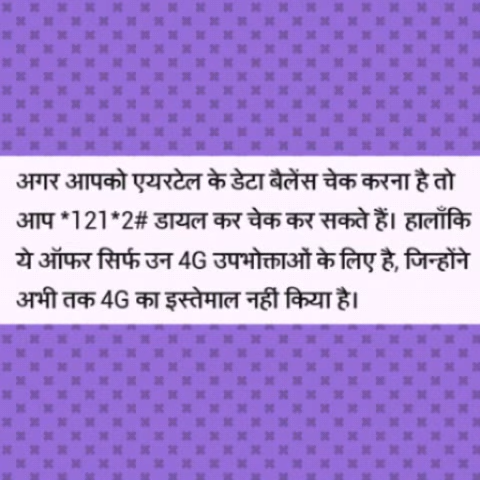 अगर आपको एयरटेल के डेटा बैलेंस चेक करना है तो
आप *121*2# डायल कर चेक कर सकते हैं। हालाँकि
ये ऑफर सिर्फ उन 4G उपभोक्ताओं के लिए है, जिन्होंने
अभी तक 4G का इस्तेमाल नहीं किया है।